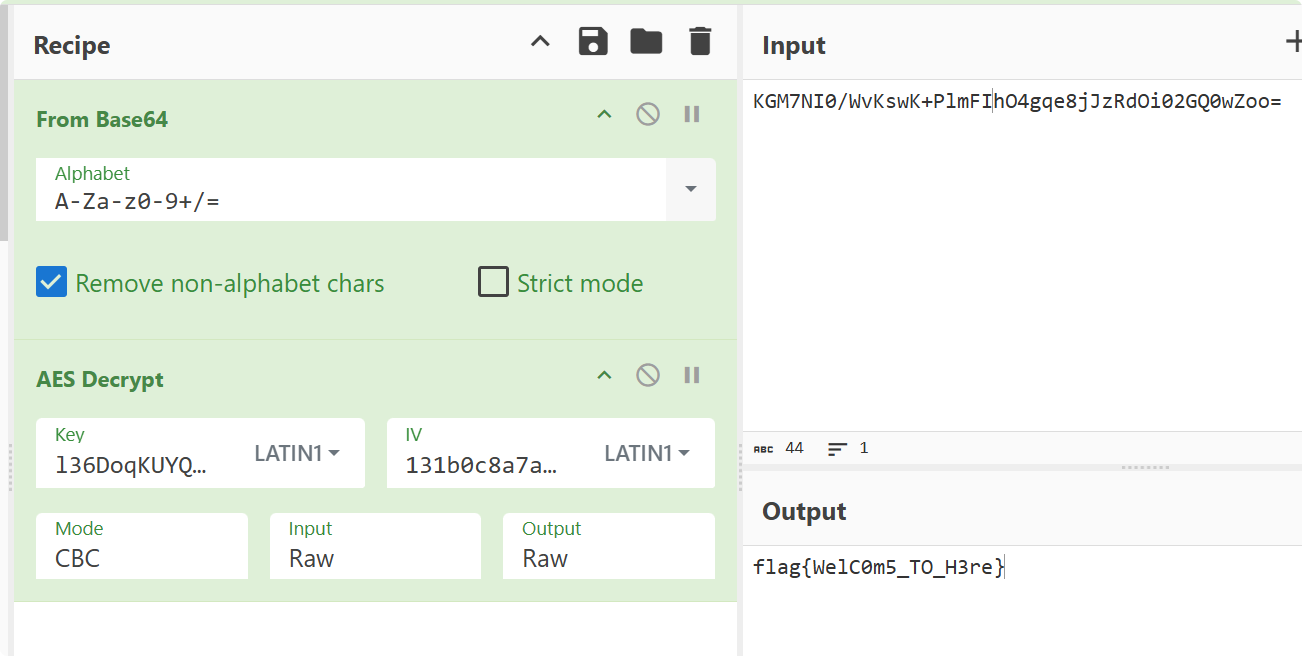 Recipe
From Base64
Alphabet
A-Za-z0-9+/=
Remove non-alphabet chars
Strict mode
AES Decrypt
Key
l36DoqKUYQ…
LATIN1
IV
131b0c8a7a…
LATIN1
Mode
CBC
Input
Raw
Output
Raw
Input
KGM7NI0/WvKswK+PlmFIhO4gqe8jJzRdOi02GQ0wZoo=
ABC 44 1
Output
flag{WelC0m5_TO_H3re}